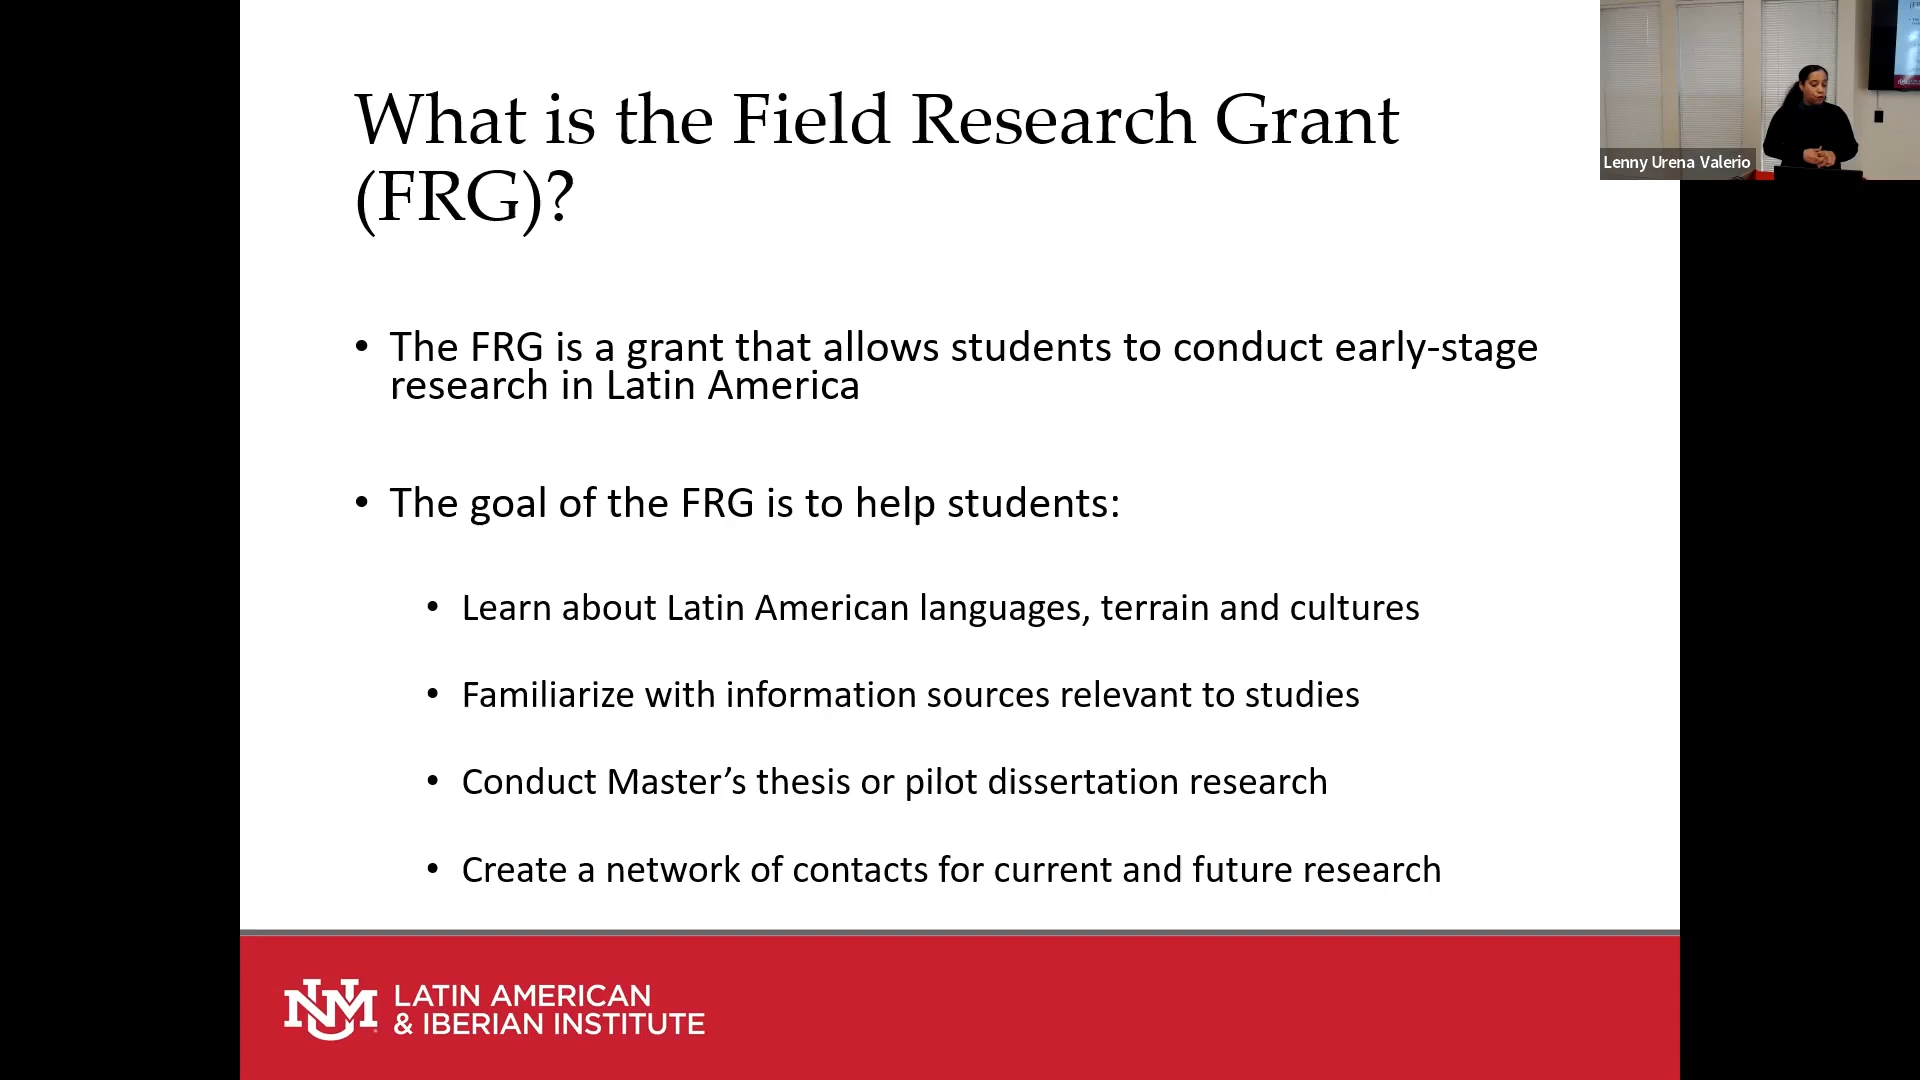 What is the Field Research Grant
(FRG)?
• The FRG is a grant that allows students to conduct early-stage
research in Latin America
• The goal of the FRG is to help students:
• Learn about Latin American languages, terrain and cultures
• Familiarize with information sources relevant to studies
• Conduct Master’s thesis or pilot dissertation research
• Create a network of contacts for current and future research
UNM LATIN AMERICAN
& IBERIAN INSTITUTE
Lenny Urena Valerio